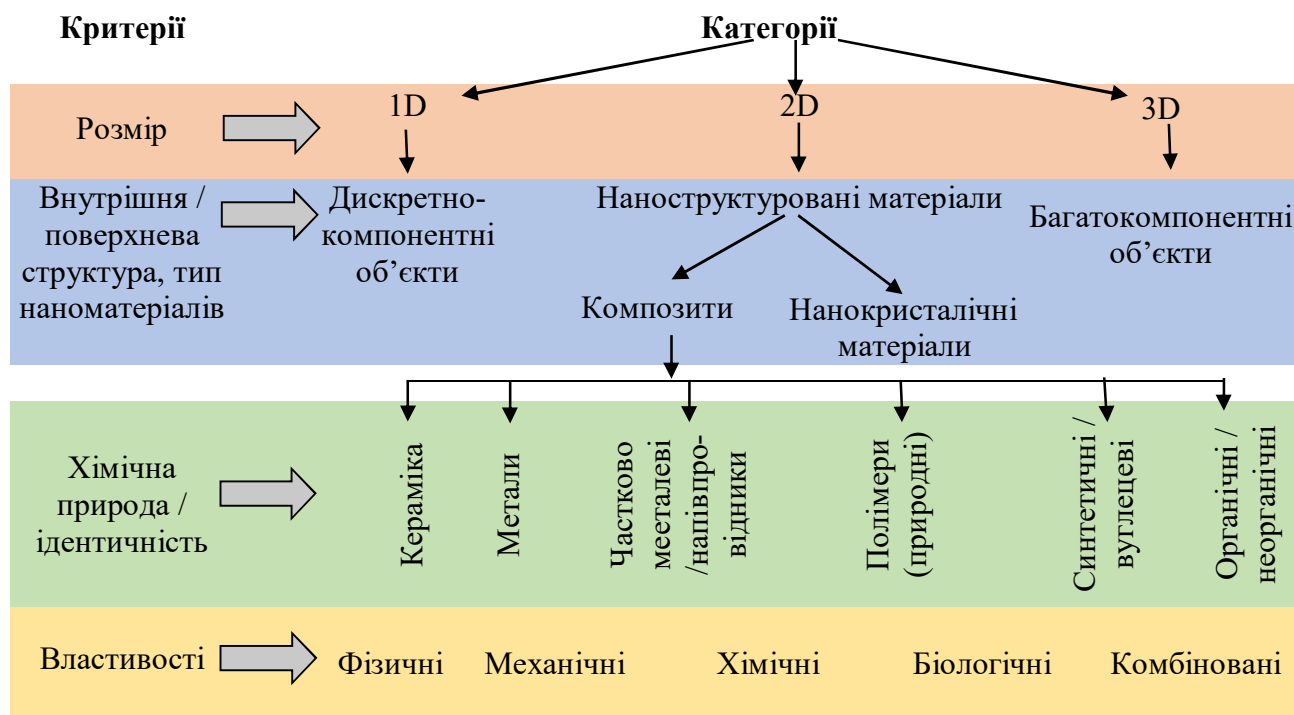 Критерії
Категорії
Розмір
1D
2D
3D
Внутрішня /
поверхнева
структура, тип
наноматеріалів
Дискретно-
компонентні
об’єкти
Наноструктуровані матеріали
Багатокомпонентні
об’єкти
Композити
Нанокристалічні
матеріали
Хімічна
природа /
ідентичність
Кераміка
Метали
Частково
мееталеві
/напівпро-
відники
Полімери
(природні)
Синтетичні /
вуглецеві
Органічні /
неорганічні
Властивості
Фізичні
Механічні
Хімічні
Біологічні
Комбіновані